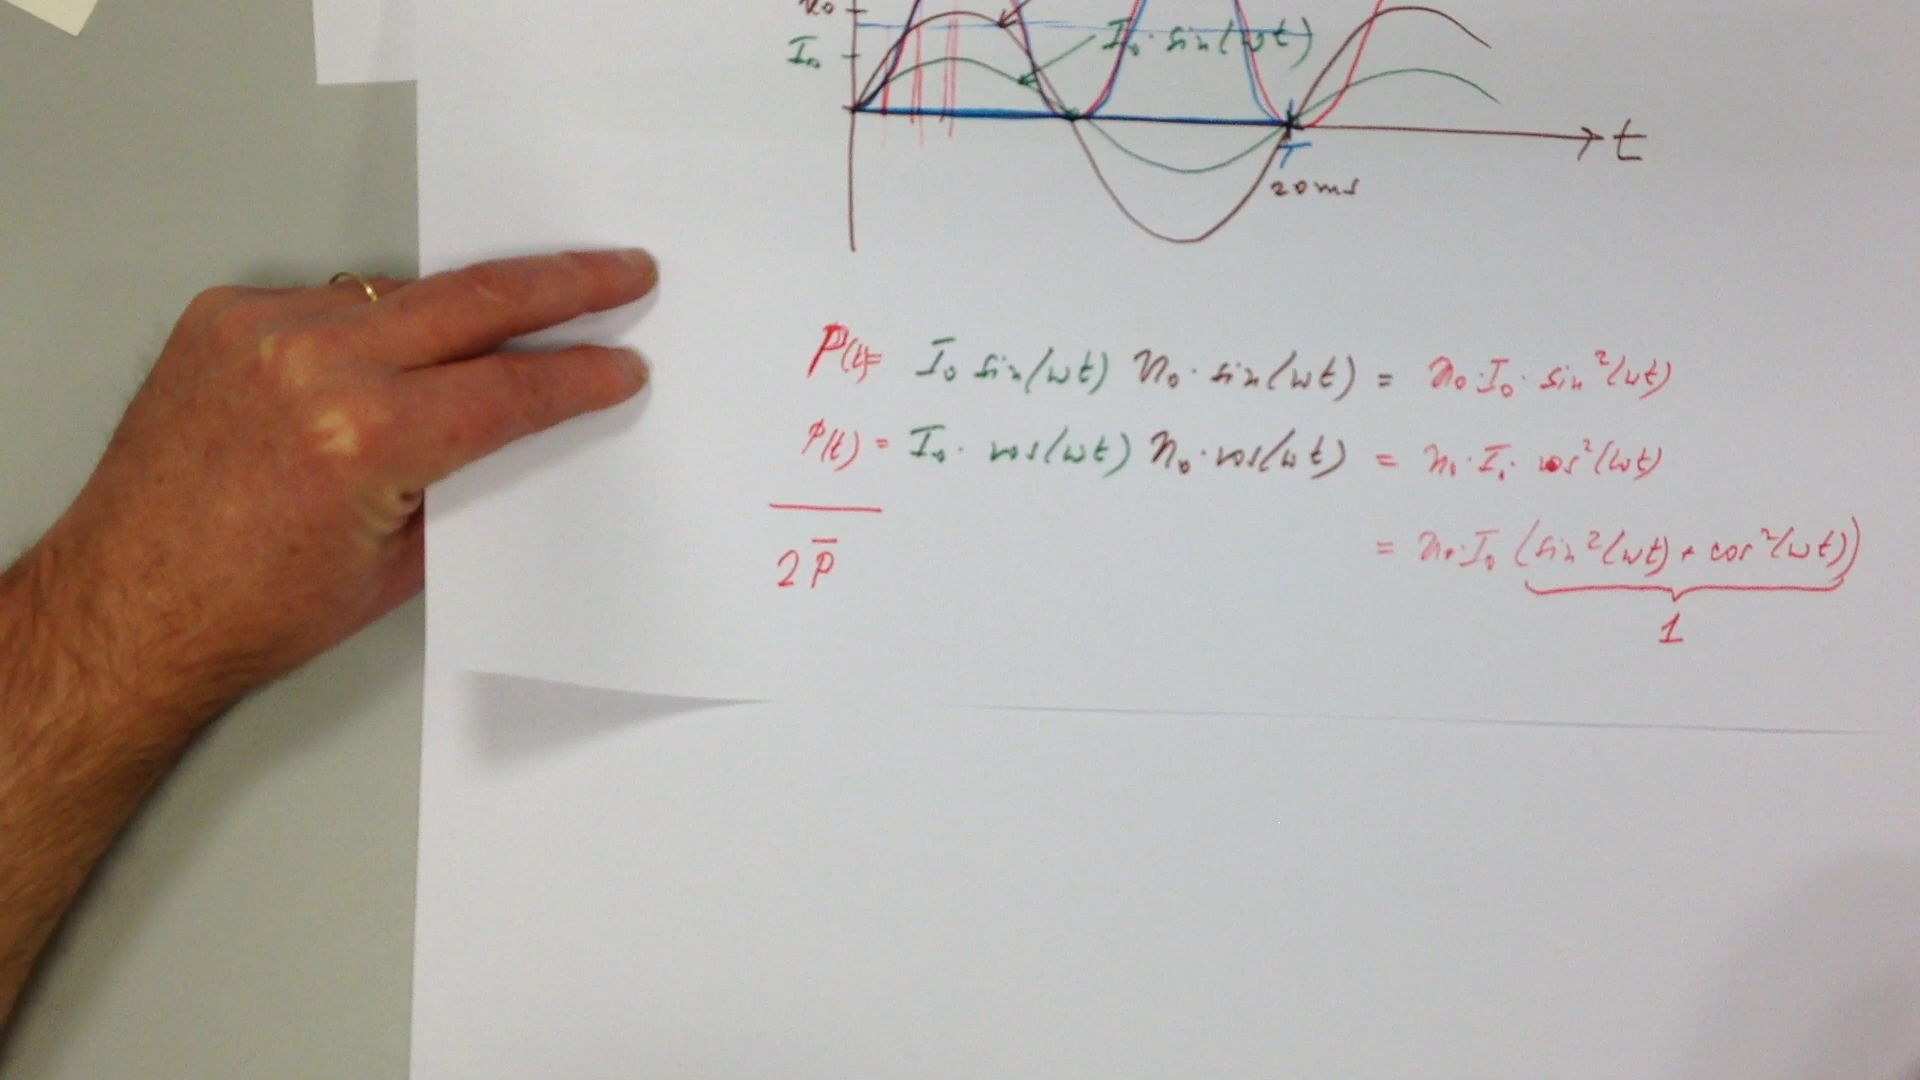 I₀
I₀· sin(ωt)
t
T
20ms
P(t)= I₀ sin(ωt) u₀· sin(ωt) = u₀·I₀· sin²(ωt)
P(t) = I₀· cos(ωt) u₀·cos(ωt) = u₀·I₀· cos²(ωt)
= u₀·I₀ (sin²(ωt) + cos²(ωt))
2P̅
1